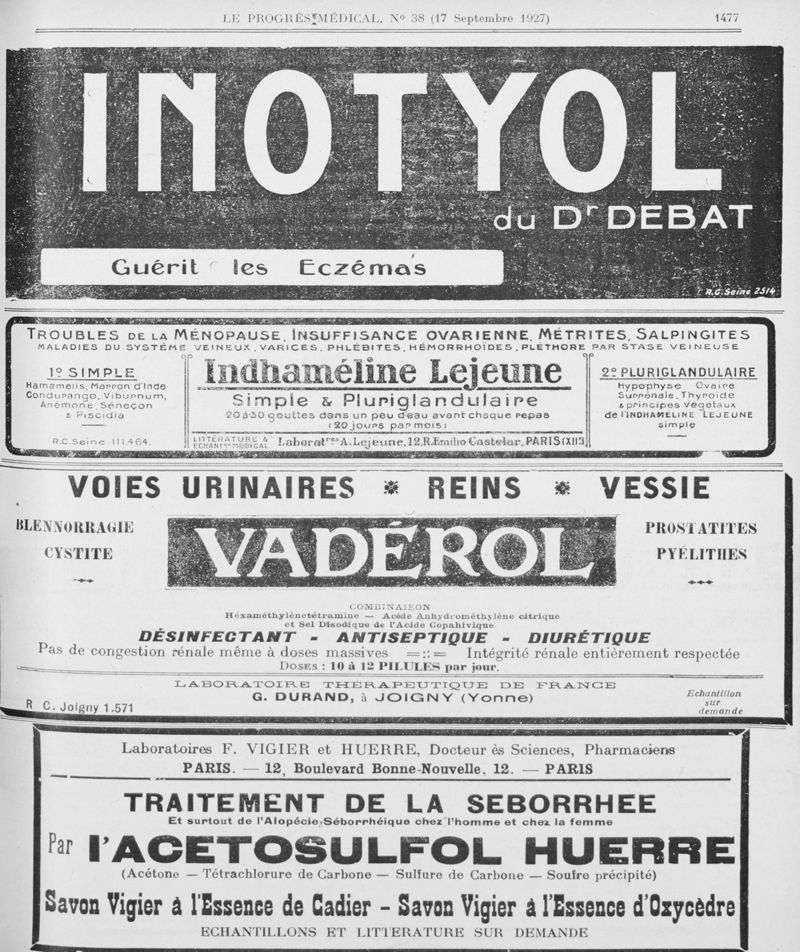 LE PROGRÈS MÉDICAL. Nº 38 (17 Septembre 1927) 1477
INOTYOL
du Dr DEBAT
Guérit les Eczémas
R.C. Seine 2514
TROUBLES DE LA MÉNOPAUSE, INSUFFISANCE OVARIENNE, MÉTRITES, SALPINGITES
MALADIES DU SYSTÈME VEINEUX, VARICES, PHLÉBITES, HÉMORRHOÏDES, PLÉTHORE PAR STASE VEINEUSE
1º SIMPLE
Hamamelis, Marron d'Inde
Condurango, Viburnum,
Anémone, Séneçon
& Piscidia
R.C. Seine 111.464.
Indhaméline Lejeune
Simple & Pluriglandulaire
20 à 30 gouttes dans un peu d'eau avant chaque repas
(20 jours par mois)
LITTÉRATURE &
ÉCHANTons MÉDICAL
Laboratres A. Lejeune, 12, R. Emilio Castelar, PARIS (XIIe)
2º PLURIGLANDULAIRE
Hypophyse Ovaire
Surrénale, Thyroïde
& principes végétaux
de l'INDHAMÉLINE LEJEUNE
simple
VOIES URINAIRES * REINS * VESSIE
BLENNORRAGIE
CYSTITE
VADÉROL
PROSTATITES
PYÉLITHES
COMBINAISON
Héxaméthylènetétramine — Acide Anhydrométhylène citrique
et Sel Disodique de l'Acide Copahivique
DÉSINFECTANT - ANTISEPTIQUE - DIURÉTIQUE
Pas de congestion rénale même à doses massives =::= Intégrité rénale entièrement respectée
DOSES : 10 à 12 PILULES par jour.
LABORATOIRE THÉRAPEUTIQUE DE FRANCE
G. DURAND, à JOIGNY (Yonne)
R C. Joigny 1.571
Echantillon
sur
demande
Laboratoires F. VIGIER et HUERRE, Docteur ès Sciences, Pharmaciens
PARIS. — 12, Boulevard Bonne-Nouvelle, 12. — PARIS
TRAITEMENT DE LA SEBORRHEE
Et surtout de l'Alopécie Séborrhéique chez l'homme et chez la femme
Par l'ACETOSULFOL HUERRE
(Acétone — Tétrachlorure de Carbone — Sulfure de Carbone — Soufre précipité)
Savon Vigier à l'Essence de Cadier - Savon Vigier à l'Essence d'Oxycèdre
ECHANTILLONS ET LITTERATURE SUR DEMANDE